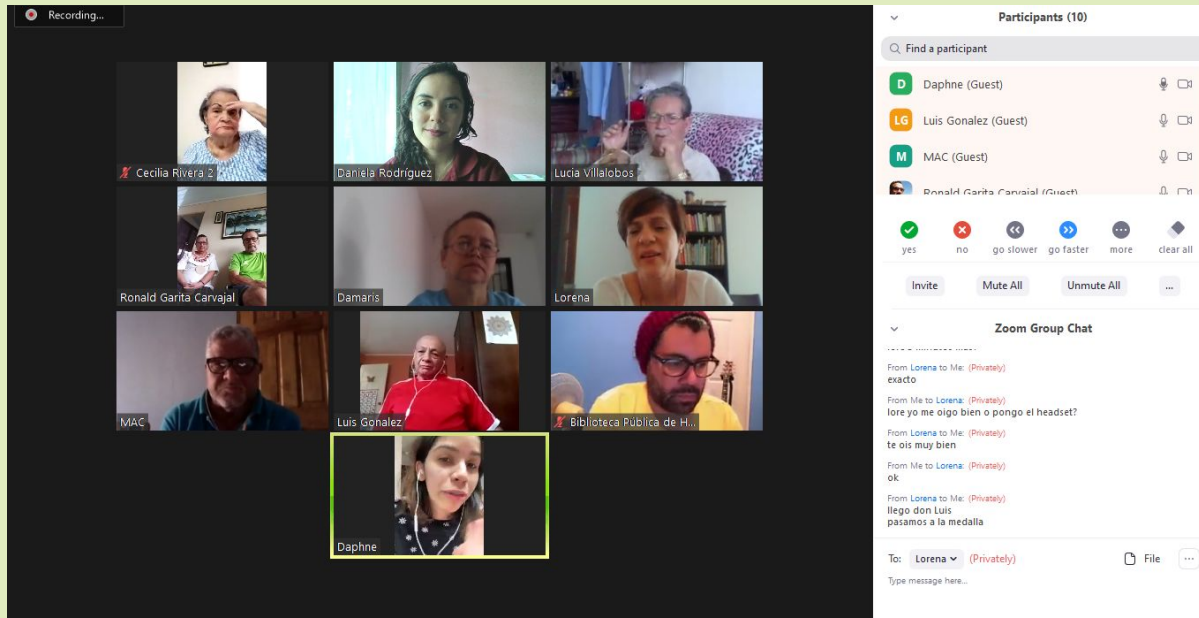 Recording...
Cecilia Rivera 2
Daniela Rodríguez
Lucia Villalobos
Ronald Garita Carvajal
Damaris
Lorena
MAC
Luis Gonalez
Biblioteca Pública de H...
Daphne
Participants (10)
Find a participant
D Daphne (Guest)
LG Luis Gonalez (Guest)
M MAC (Guest)
Ronald Garita Carvajal (Guest)
yes no go slower go faster more clear all
Invite Mute All Unmute All ...
Zoom Group Chat
From Lorena to Me: (Privately)
exacto
From Me to Lorena: (Privately)
lore yo me oigo bien o pongo el headset?
From Lorena to Me: (Privately)
te ois muy bien
From Me to Lorena: (Privately)
ok
From Lorena to Me: (Privately)
llego don Luis
pasamos a la medalla
To: Lorena (Privately) File ...
Type message here...